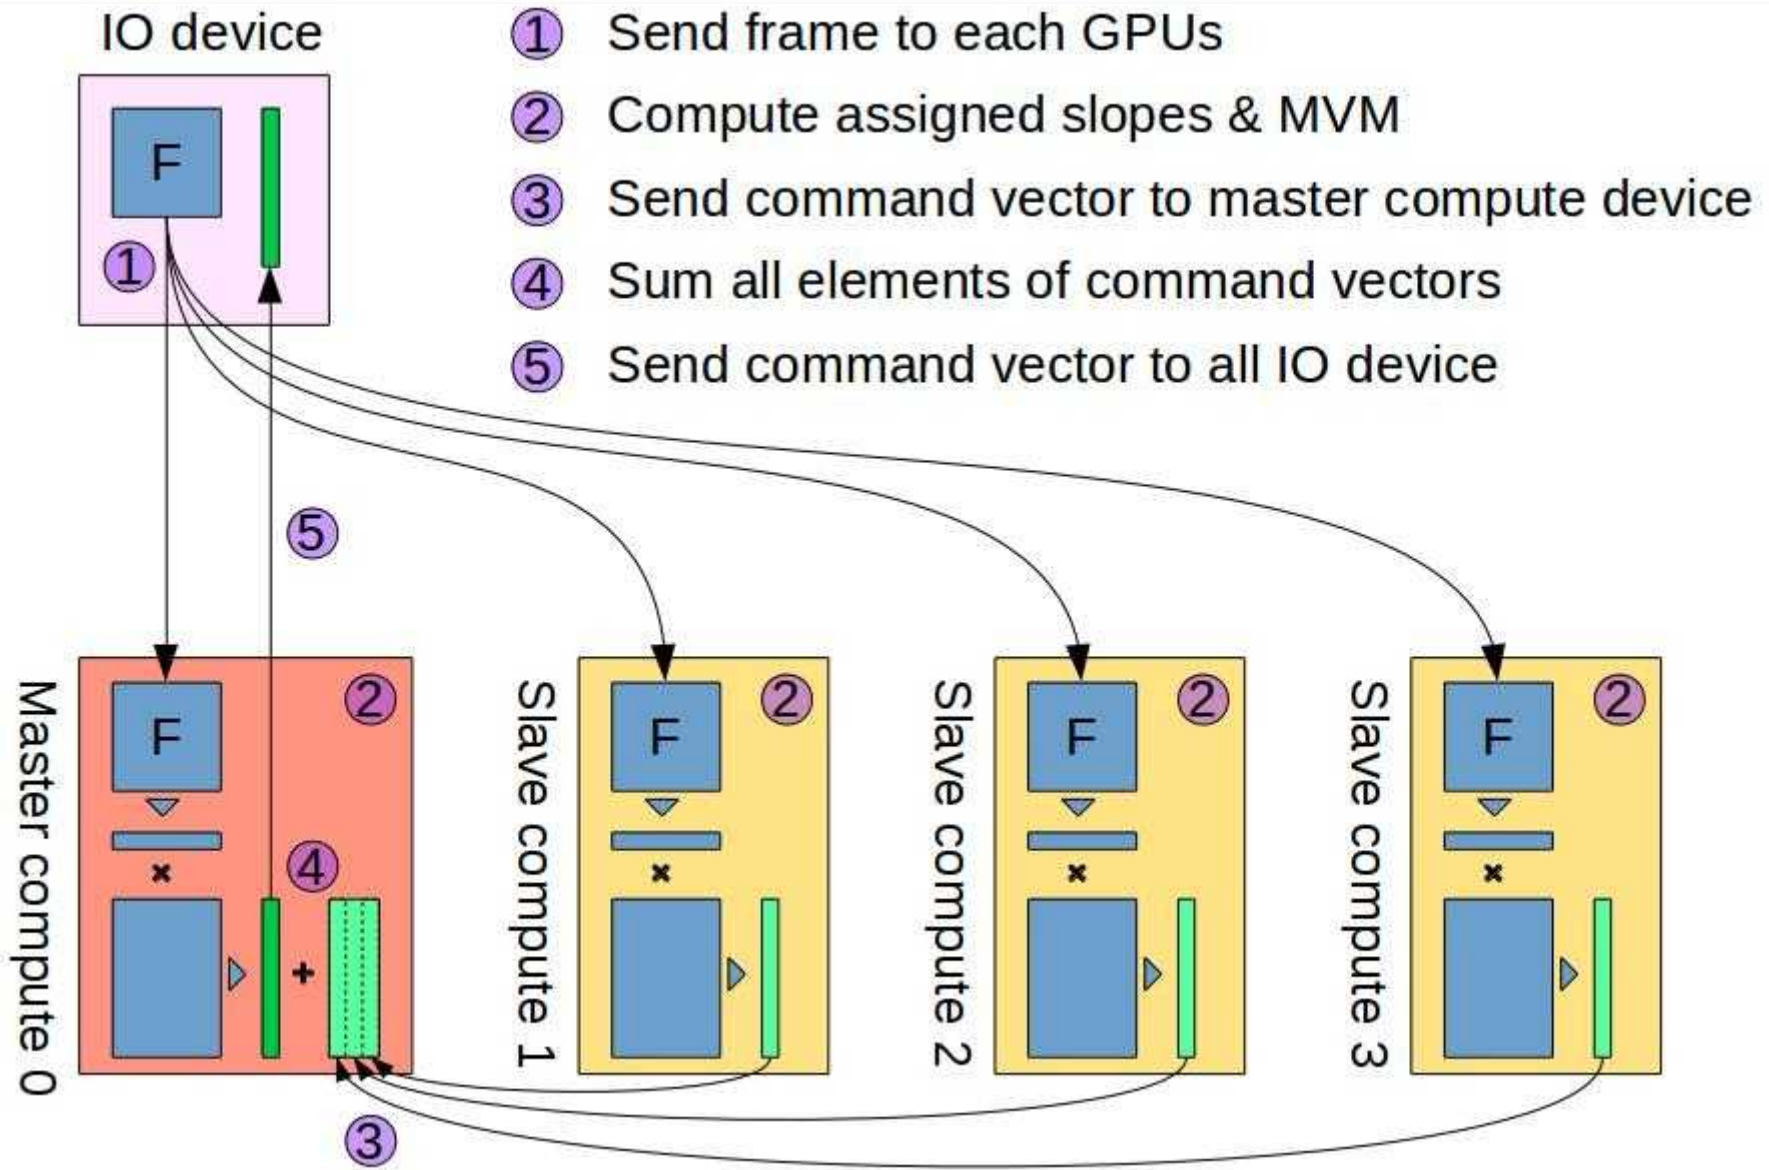 IO device
1 Send frame to each GPUs
2 Compute assigned slopes & MVM
3 Send command vector to master compute device
4 Sum all elements of command vectors
5 Send command vector to all IO device
F
1
5
Master compute 0
F
2
×
4
+
3
Slave compute 1
F
2
×
Slave compute 2
F
2
×
Slave compute 3
F
2
×